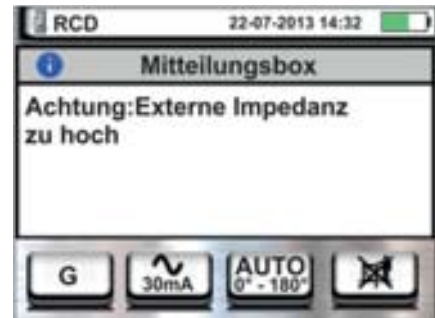 RCD 22-07-2013 14:32
Mitteilungsbox
Achtung:Externe Impedanz
zu hoch
G
30mA
AUTO
0° - 180°